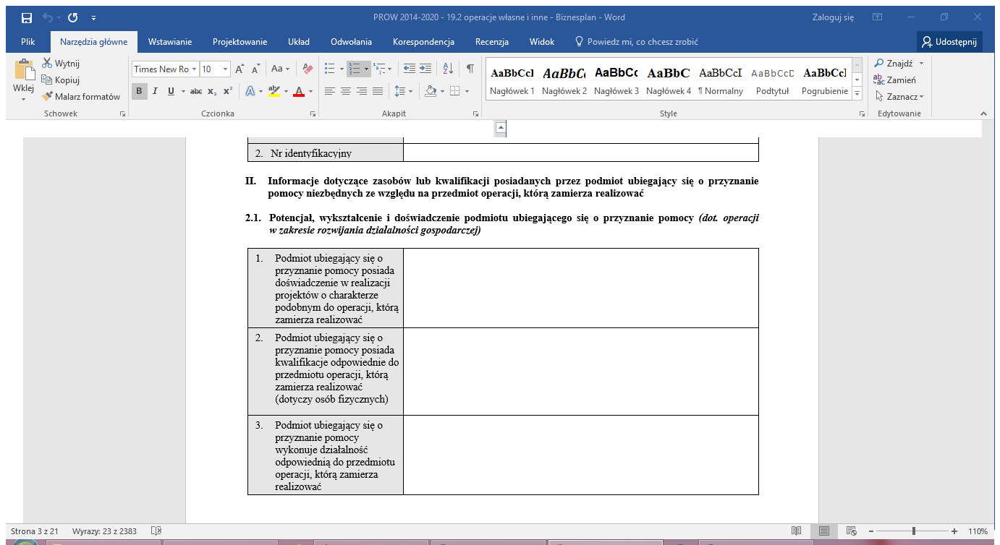 PROW 2014-2020 - 19.2 operacje własne i inne - Biznesplan - Word
Zaloguj się
Plik Narzędzia główne Wstawianie Projektowanie Układ Odwołania Korespondencja Recenzja Widok Powiedz mi, co chcesz zrobić Udostępnij
Wklej
Wytnij
Kopiuj
Malarz formatów
Schowek
Times New Ro 10
Aa
B I U abc x₂ x²
A ab A
Czcionka
Akapit
AaBbCcI AaBbCc AaBbCc AaBbC AaBbCcI AaBbCcD AaBbCcI
Nagłówek 1 Nagłówek 2 Nagłówek 3 Nagłówek 4 ¶ Normalny Podtytuł Pogrubienie
Style
Znajdź
Zamień
Zaznacz
Edytowanie
2. Nr identyfikacyjny
II. Informacje dotyczące zasobów lub kwalifikacji posiadanych przez podmiot ubiegający się o przyznanie
pomocy niezbędnych ze względu na przedmiot operacji, którą zamierza realizować
2.1. Potencjał, wykształcenie i doświadczenie podmiotu ubiegającego się o przyznanie pomocy (dot. operacji
w zakresie rozwijania działalności gospodarczej)
1. Podmiot ubiegający się o
przyznanie pomocy posiada
doświadczenie w realizacji
projektów o charakterze
podobnym do operacji, którą
zamierza realizować
2. Podmiot ubiegający się o
przyznanie pomocy posiada
kwalifikacje odpowiednie do
przedmiotu operacji, którą
zamierza realizować
(dotyczy osób fizycznych)
3. Podmiot ubiegający się o
przyznanie pomocy
wykonuje działalność
odpowiednią do przedmiotu
operacji, którą zamierza
realizować
Strona 3 z 21 Wyrazy: 23 z 2383
110%